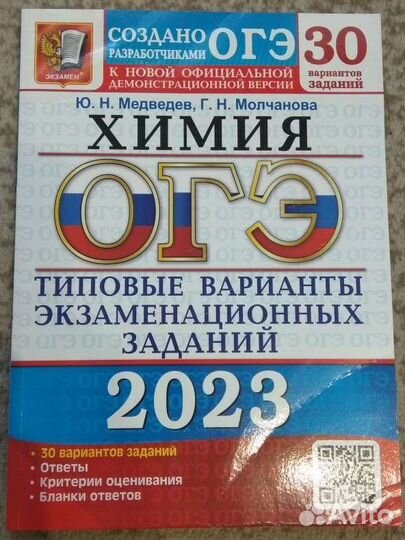 СОЗДАНО
РАЗРАБОТЧИКАМИ ОГЭ
К НОВОЙ ОФИЦИАЛЬНОЙ
ДЕМОНСТРАЦИОННОЙ ВЕРСИИ
30
вариантов
заданий
ЭКЗАМЕН
Ю. Н. Медведев, Г. Н. Молчанова
ХИМИЯ
ОГЭ
ТИПОВЫЕ ВАРИАНТЫ
ЭКЗАМЕНАЦИОННЫХ
ЗАДАНИЙ
2023
• 30 вариантов заданий
• Ответы
• Критерии оценивания
• Бланки ответов
Avito